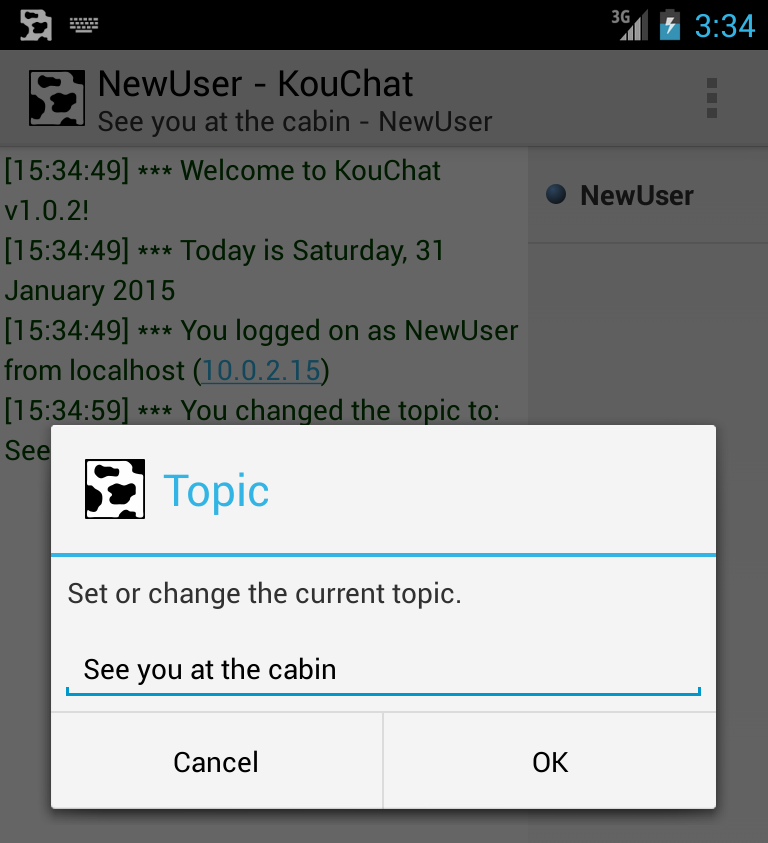 3G 3:34
NewUser - KouChat
See you at the cabin - NewUser
[15:34:49] *** Welcome to KouChat
v1.0.2!
[15:34:49] *** Today is Saturday, 31
January 2015
[15:34:49] *** You logged on as NewUser
from localhost (10.0.2.15)
[15:34:59] *** You changed the topic to:
See
NewUser
Topic
Set or change the current topic.
See you at the cabin
Cancel
OK